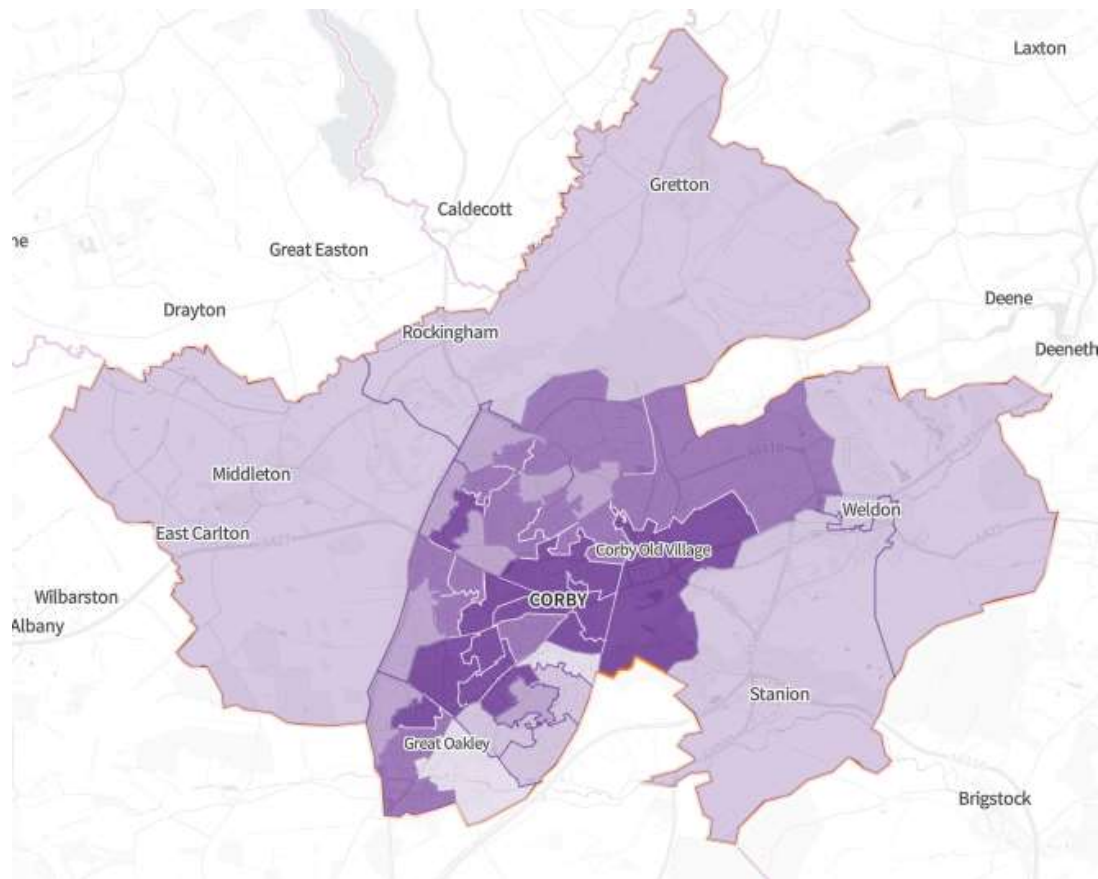 Laxton
Gretton
Caldecott
Great Easton
Deene
Drayton
Rockingham
Deeneth
Middleton
Weldon
East Carlton
Corby Old Village
Wilbarston
CORBY
Albany
Stanion
Great Oakley
Brigstock